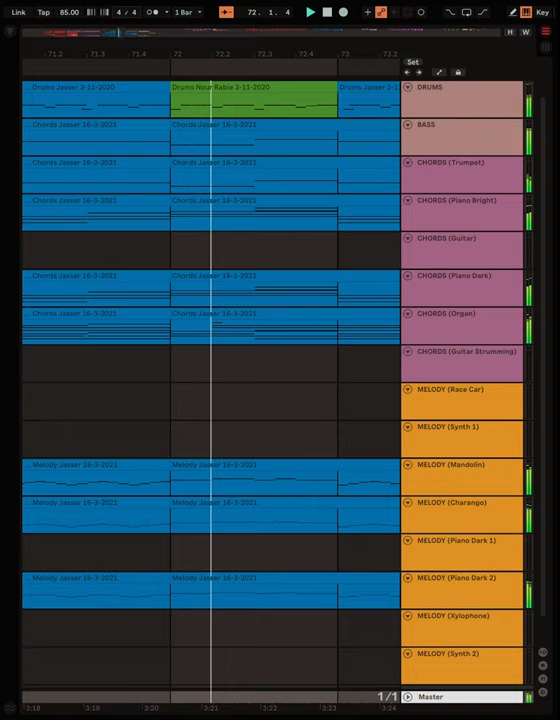 Link Tap 85.00 4 / 4 1 Bar 72. 1. 4 Key
H W
71.2 71.3 71.4 72 72.2 72.3 73 73.2
Set
... Drums Jasser 3-11-2020 Drums Nour Rabie 3-11-2020 Drums Jasser 3-1 DRUMS
... Chords Jasser 16-3-2021 Chords Jasser 16-3-2021 BASS
... Chords Jasser 16-3-2021 Chords Jasser 16-3-2021 CHORDS (Trumpet)
... Chords Jasser 16-3-2021 Chords Jasser 16-3-2021 CHORDS (Piano Bright)
CHORDS (Guitar)
... Chords Jasser 16-3-2021 Chords Jasser 16-3-2021 CHORDS (Piano Dark)
... Chords Jasser 16-3-2021 Chords Jasser 16-3-2021 CHORDS (Organ)
CHORDS (Guitar Strumming)
MELODY (Race Car)
MELODY (Synth 1)
... Melody Jasser 16-3-2021 Melody Jasser 16-3-2021 MELODY (Mandolin)
... Melody Jasser 16-3-2021 Melody Jasser 16-3-2021 MELODY (Charango)
MELODY (Piano Dark 1)
... Melody Jasser 16-3-2021 Melody Jasser 16-3-2021 MELODY (Piano Dark 2)
MELODY (Xylophone)
MELODY (Synth 2)
1/1 Master
3:18 3:19 3:20 3:21 3:22 3:23 3:24